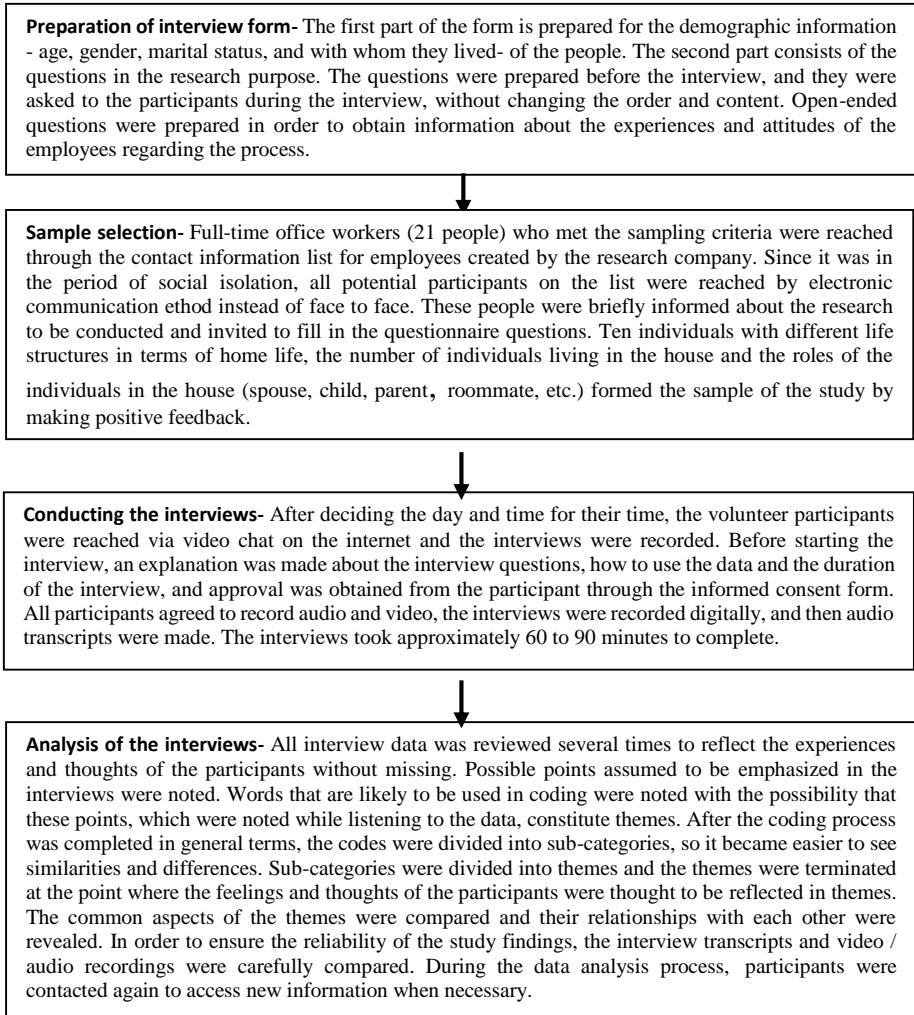 Preparation of interview form- The first part of the form is prepared for the demographic information
- age, gender, marital status, and with whom they lived- of the people. The second part consists of the
questions in the research purpose. The questions were prepared before the interview, and they were
asked to the participants during the interview, without changing the order and content. Open-ended
questions were prepared in order to obtain information about the experiences and attitudes of the
employees regarding the process.
Sample selection- Full-time office workers (21 people) who met the sampling criteria were reached
through the contact information list for employees created by the research company. Since it was in
the period of social isolation, all potential participants on the list were reached by electronic
communication ethod instead of face to face. These people were briefly informed about the research
to be conducted and invited to fill in the questionnaire questions. Ten individuals with different life
structures in terms of home life, the number of individuals living in the house and the roles of the
individuals in the house (spouse, child, parent, roommate, etc.) formed the sample of the study by
making positive feedback.
Conducting the interviews- After deciding the day and time for their time, the volunteer participants
were reached via video chat on the internet and the interviews were recorded. Before starting the
interview, an explanation was made about the interview questions, how to use the data and the duration
of the interview, and approval was obtained from the participant through the informed consent form.
All participants agreed to record audio and video, the interviews were recorded digitally, and then audio
transcripts were made. The interviews took approximately 60 to 90 minutes to complete.
Analysis of the interviews- All interview data was reviewed several times to reflect the experiences
and thoughts of the participants without missing. Possible points assumed to be emphasized in the
interviews were noted. Words that are likely to be used in coding were noted with the possibility that
these points, which were noted while listening to the data, constitute themes. After the coding process
was completed in general terms, the codes were divided into sub-categories, so it became easier to see
similarities and differences. Sub-categories were divided into themes and the themes were terminated
at the point where the feelings and thoughts of the participants were thought to be reflected in themes.
The common aspects of the themes were compared and their relationships with each other were
revealed. In order to ensure the reliability of the study findings, the interview transcripts and video /
audio recordings were carefully compared. During the data analysis process, participants were
contacted again to access new information when necessary.